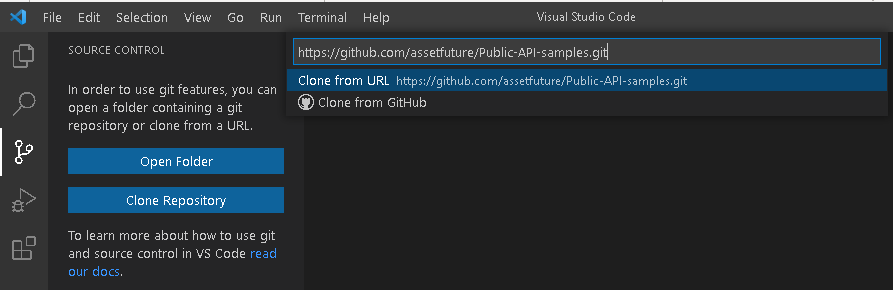 File Edit Selection View Go Run Terminal Help Visual Studio Code
SOURCE CONTROL
https://github.com/assetfuture/Public-API-samples.git
Clone from URL https://github.com/assetfuture/Public-API-samples.git
Clone from GitHub
In order to use git features, you can
open a folder containing a git
repository or clone from a URL.
Open Folder
Clone Repository
To learn more about how to use git
and source control in VS Code read
our docs.